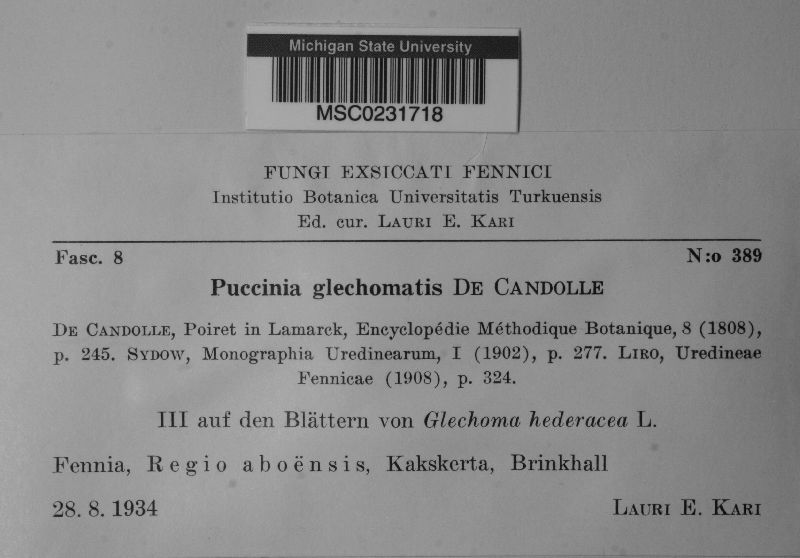 Michigan State University
MSC0231718
FUNGI EXSICCATI FENNICI
Institutio Botanica Universitatis Turkuensis
Ed. cur. LAURI E. KARI
Fasc. 8 N:o 389
Puccinia glechomatis DE CANDOLLE
DE CANDOLLE, Poiret in Lamarck, Encyclopédie Méthodique Botanique, 8 (1808),
p. 245. SYDOW, Monographia Uredinearum, I (1902), p. 277. LIRO, Uredineae
Fennicae (1908), p. 324.
III auf den Blättern von Glechoma hederacea L.
Fennia, Regio aboënsis, Kakskerta, Brinkhall
28. 8. 1934 LAURI E. KARI